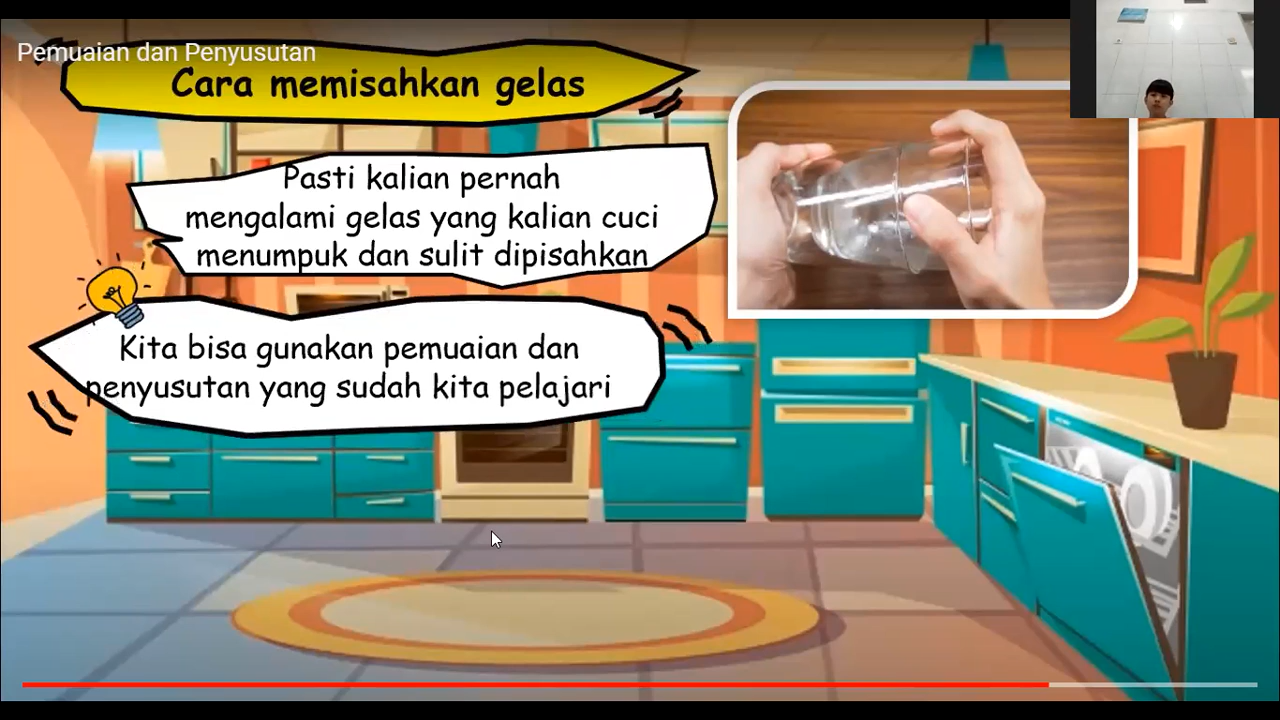 Pemuaian dan Penyusutan
Cara memisahkan gelas
Pasti kalian pernah
mengalami gelas yang kalian cuci
menumpuk dan sulit dipisahkan
Kita bisa gunakan pemuaian dan
penyusutan yang sudah kita pelajari